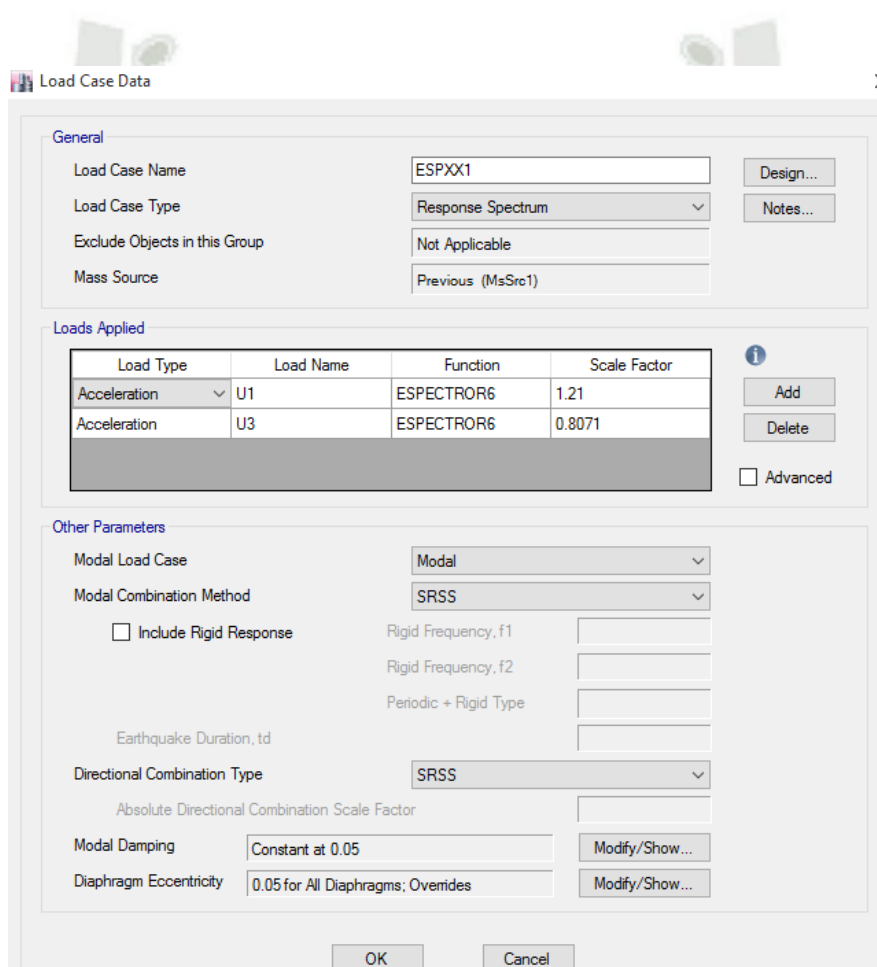 Load Case Data
General
Load Case Name ESPXX1 Design...
Load Case Type Response Spectrum Notes...
Exclude Objects in this Group Not Applicable
Mass Source Previous (MsSrc1)
Loads Applied
Load Type Load Name Function Scale Factor
Acceleration U1 ESPECTROR6 1.21 Add
Acceleration U3 ESPECTROR6 0.8071 Delete
Advanced
Other Parameters
Modal Load Case Modal
Modal Combination Method SRSS
Include Rigid Response Rigid Frequency, f1
Rigid Frequency, f2
Periodic + Rigid Type
Earthquake Duration, td
Directional Combination Type SRSS
Absolute Directional Combination Scale Factor
Modal Damping Constant at 0.05 Modify/Show...
Diaphragm Eccentricity 0.05 for All Diaphragms; Overrides Modify/Show...
OK Cancel